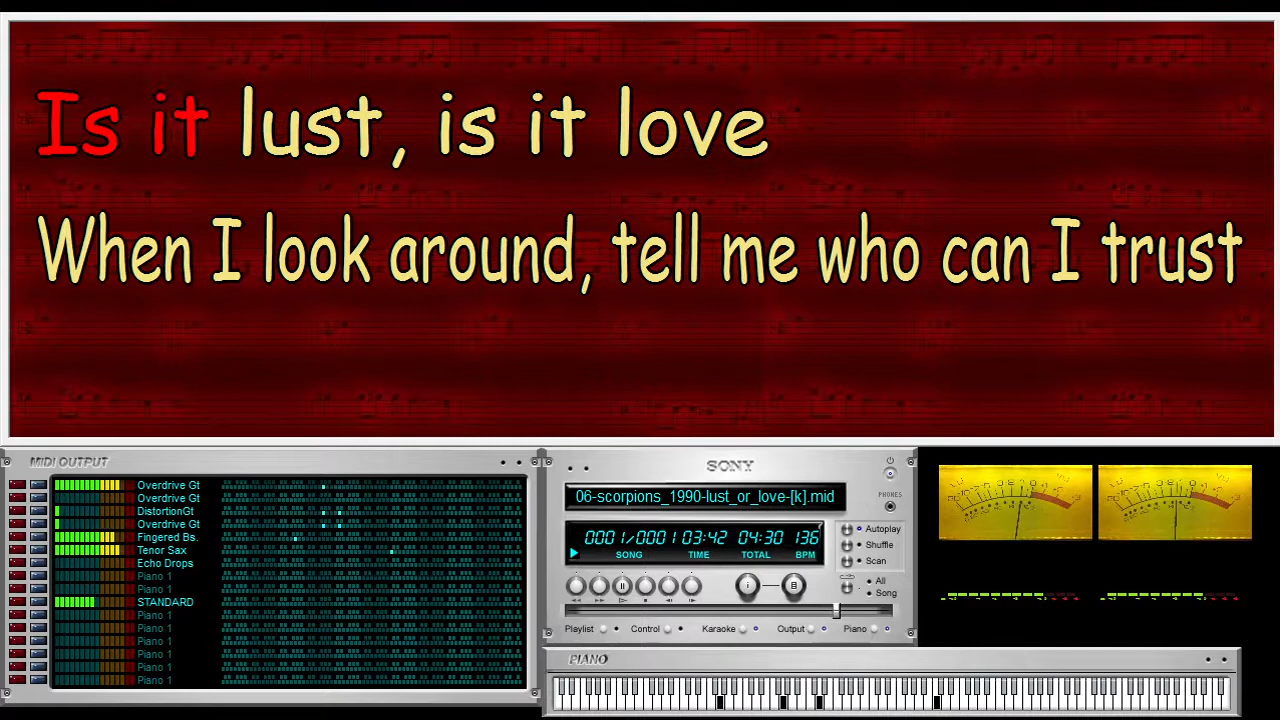 Is it lust, is it love
When I look around, tell me who can I trust
MIDI OUTPUT
Overdrive Gt
Overdrive Gt
DistortionGt
Overdrive Gt
Fingered Bs.
Tenor Sax
Echo Drops
Piano 1
Piano 1
STANDARD
Piano 1
Piano 1
Piano 1
Piano 1
Piano 1
Piano 1
SONY
06-scorpions_1990-lust_or_love-[k].mid
PHONES
0001/0001 03:42 04:30 136
SONG TIME TOTAL BPM
Autoplay
Shuffle
Scan
All
Song
i B
Playlist Control Karaoke Output Piano
PIANO